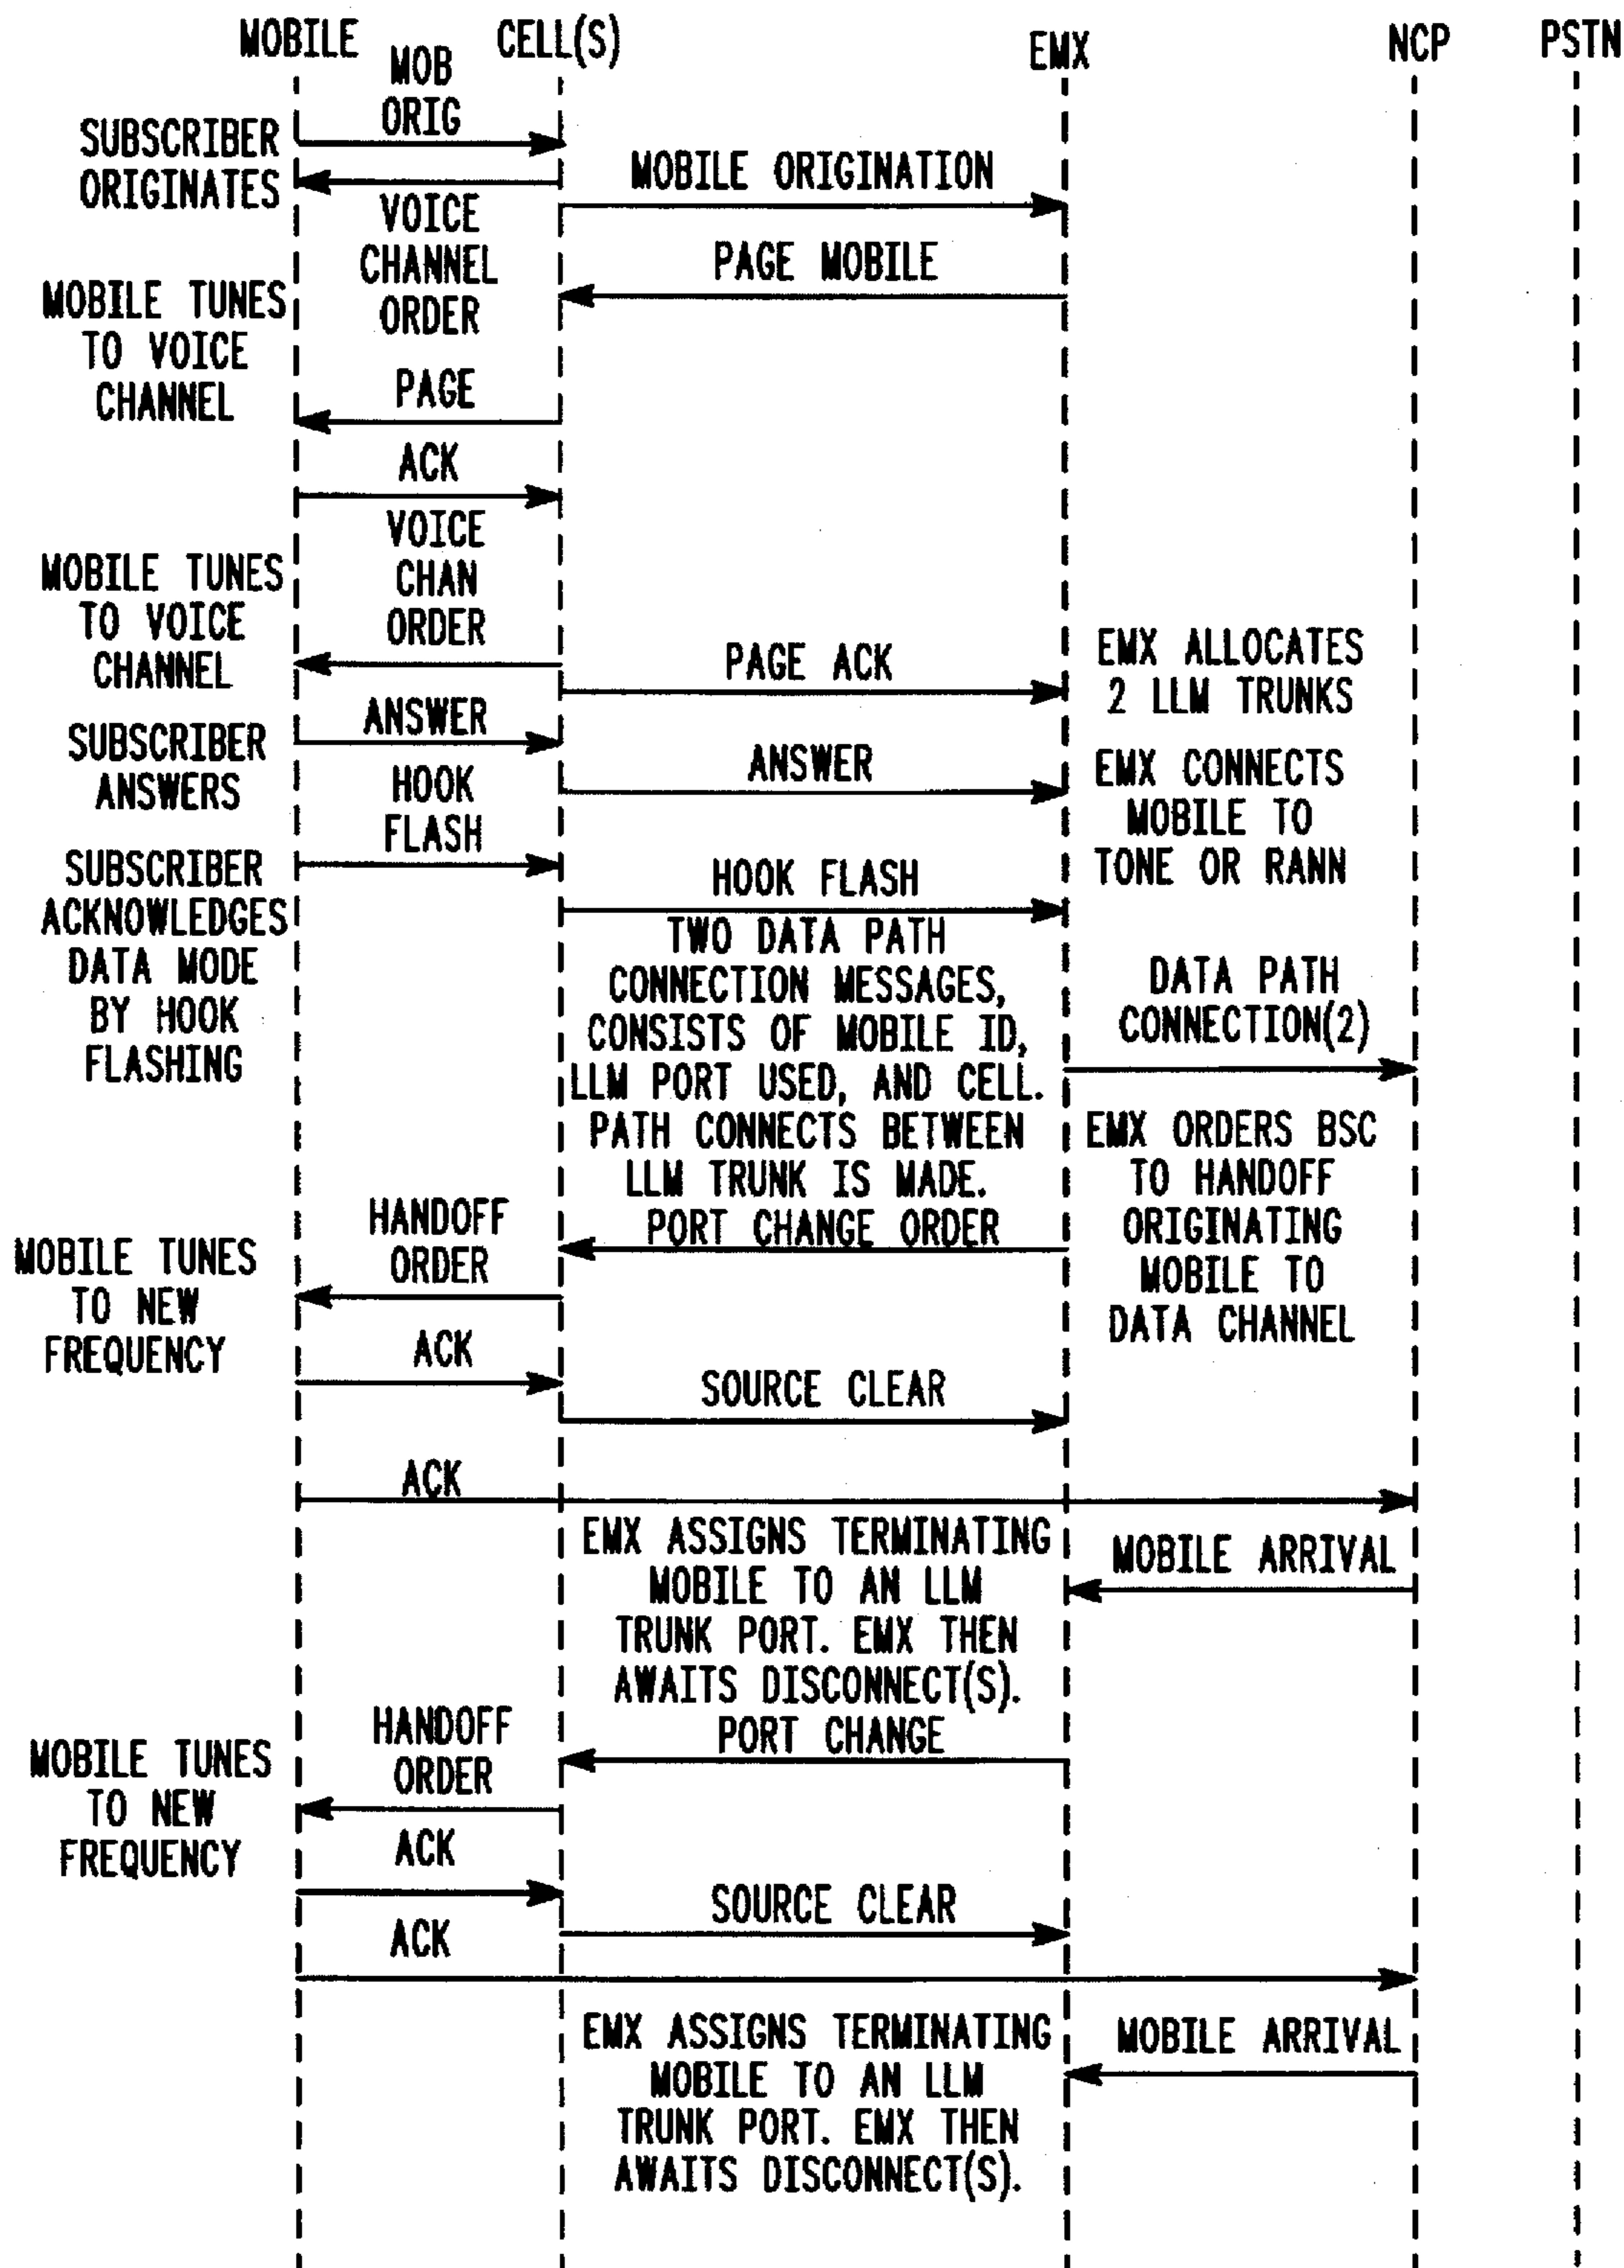 MOBILE
CELL(S)
EMX
NCP
PSTN
MOB
ORIG
SUBSCRIBER
ORIGINATES
MOBILE ORIGINATION
VOICE
CHANNEL
ORDER
PAGE MOBILE
MOBILE TUNES
TO VOICE
CHANNEL
PAGE
ACK
VOICE
CHAN
ORDER
MOBILE TUNES
TO VOICE
CHANNEL
PAGE ACK
EMX ALLOCATES
2 LLM TRUNKS
ANSWER
SUBSCRIBER
ANSWERS
ANSWER
EMX CONNECTS
MOBILE TO
TONE OR RANN
HOOK
FLASH
SUBSCRIBER
ACKNOWLEDGES
DATA MODE
BY HOOK
FLASHING
HOOK FLASH
TWO DATA PATH
CONNECTION MESSAGES,
CONSISTS OF MOBILE ID,
LLM PORT USED, AND CELL.
PATH CONNECTS BETWEEN
LLM TRUNK IS MADE.
PORT CHANGE ORDER
DATA PATH
CONNECTION(2)
EMX ORDERS BSC
TO HANDOFF
ORIGINATING
MOBILE TO
DATA CHANNEL
HANDOFF
ORDER
MOBILE TUNES
TO NEW
FREQUENCY
ACK
SOURCE CLEAR
ACK
EMX ASSIGNS TERMINATING
MOBILE TO AN LLM
TRUNK PORT. EMX THEN
AWAITS DISCONNECT(S).
MOBILE ARRIVAL
PORT CHANGE
HANDOFF
ORDER
MOBILE TUNES
TO NEW
FREQUENCY
ACK
SOURCE CLEAR
ACK
EMX ASSIGNS TERMINATING
MOBILE TO AN LLM
TRUNK PORT. EMX THEN
AWAITS DISCONNECT(S).
MOBILE ARRIVAL